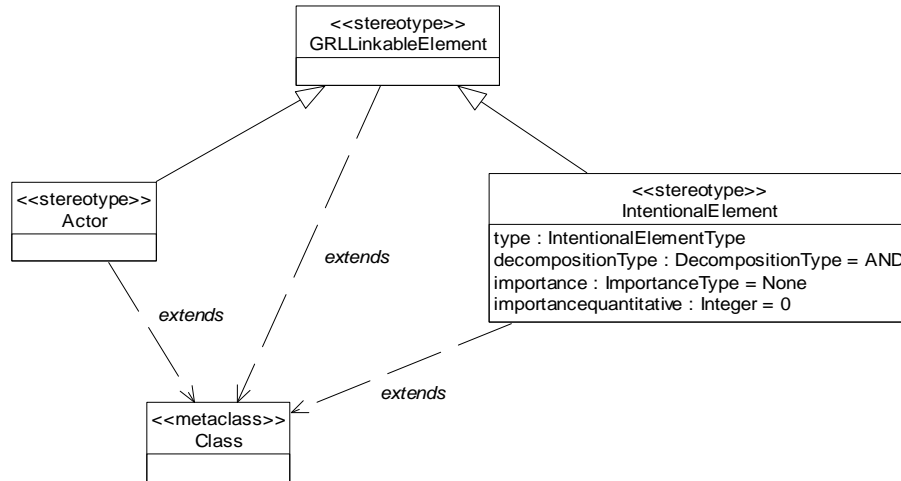 <<stereotype>>
GRLLinkableElement
<<stereotype>>
Actor
<<stereotype>>
IntentionalElement
type : IntentionalElementType
decompositionType : DecompositionType = AND
importance : ImportanceType = None
importancequantitative : Integer = 0
extends
extends
extends
<<metaclass>>
Class